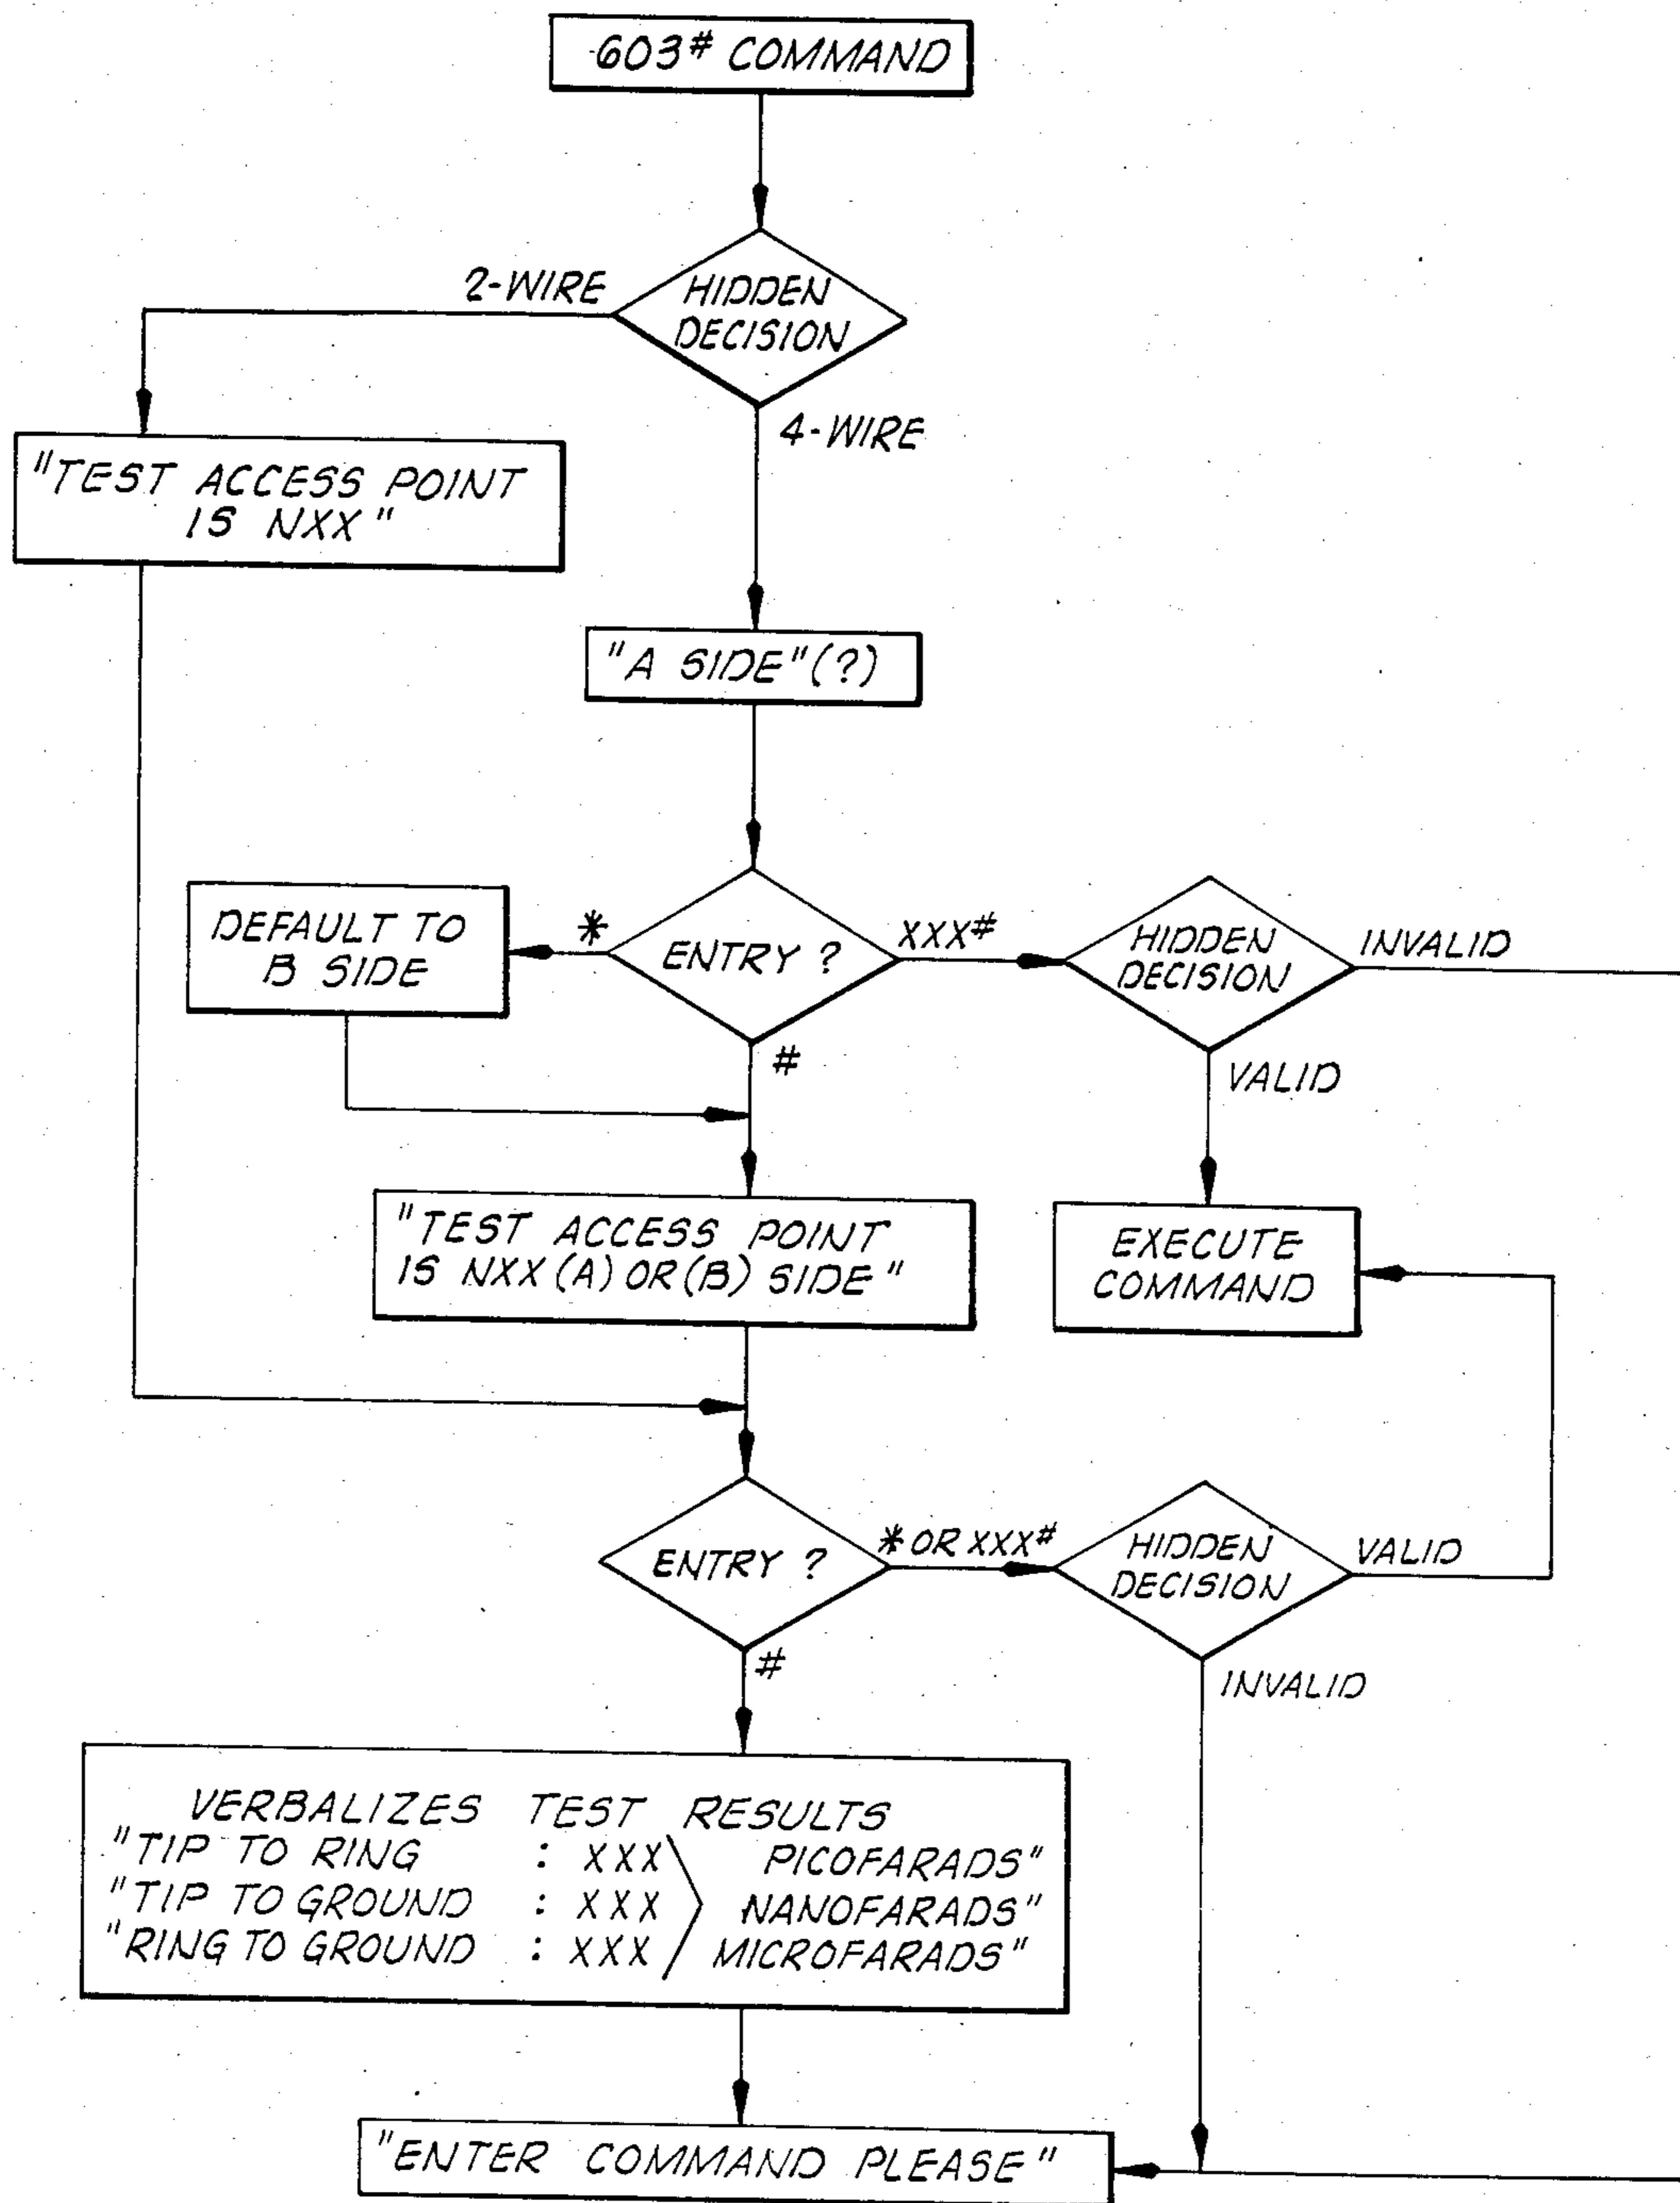 603# COMMAND
HIDDEN
DECISION
2-WIRE
4-WIRE
"TEST ACCESS POINT
IS NXX"
"A SIDE"(?)
DEFAULT TO
B SIDE
*
ENTRY ?
XXX#
HIDDEN
DECISION
INVALID
#
VALID
"TEST ACCESS POINT
IS NXX (A) OR (B) SIDE"
EXECUTE
COMMAND
ENTRY ?
* OR XXX#
HIDDEN
DECISION
VALID
#
INVALID
VERBALIZES TEST RESULTS
"TIP TO RING : XXX PICOFARADS"
"TIP TO GROUND : XXX NANOFARADS"
"RING TO GROUND : XXX MICROFARADS"
"ENTER COMMAND PLEASE"